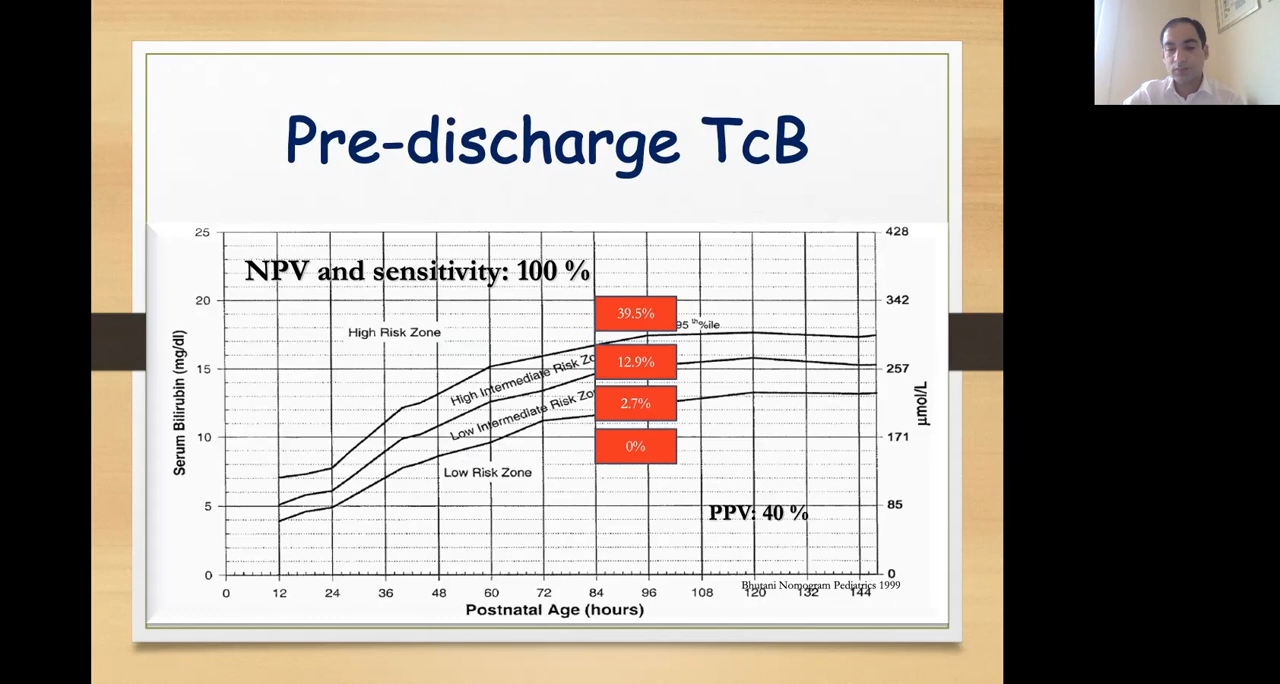 Pre-discharge TcB
25
428
NPV and sensitivity: 100 %
20
342
39.5%
95 th%ile
High Risk Zone
High Intermediate Risk Zo
12.9%
15
257
Low Intermediate Risk Zo
2.7%
10
171
0%
Low Risk Zone
5
85
PPV: 40 %
0
0
Bhutani Nomogram Pediatrics 1999
0 12 24 36 48 60 72 84 96 108 120 132 144
Postnatal Age (hours)
Serum Bilirubin (mg/dl)
µmol/L